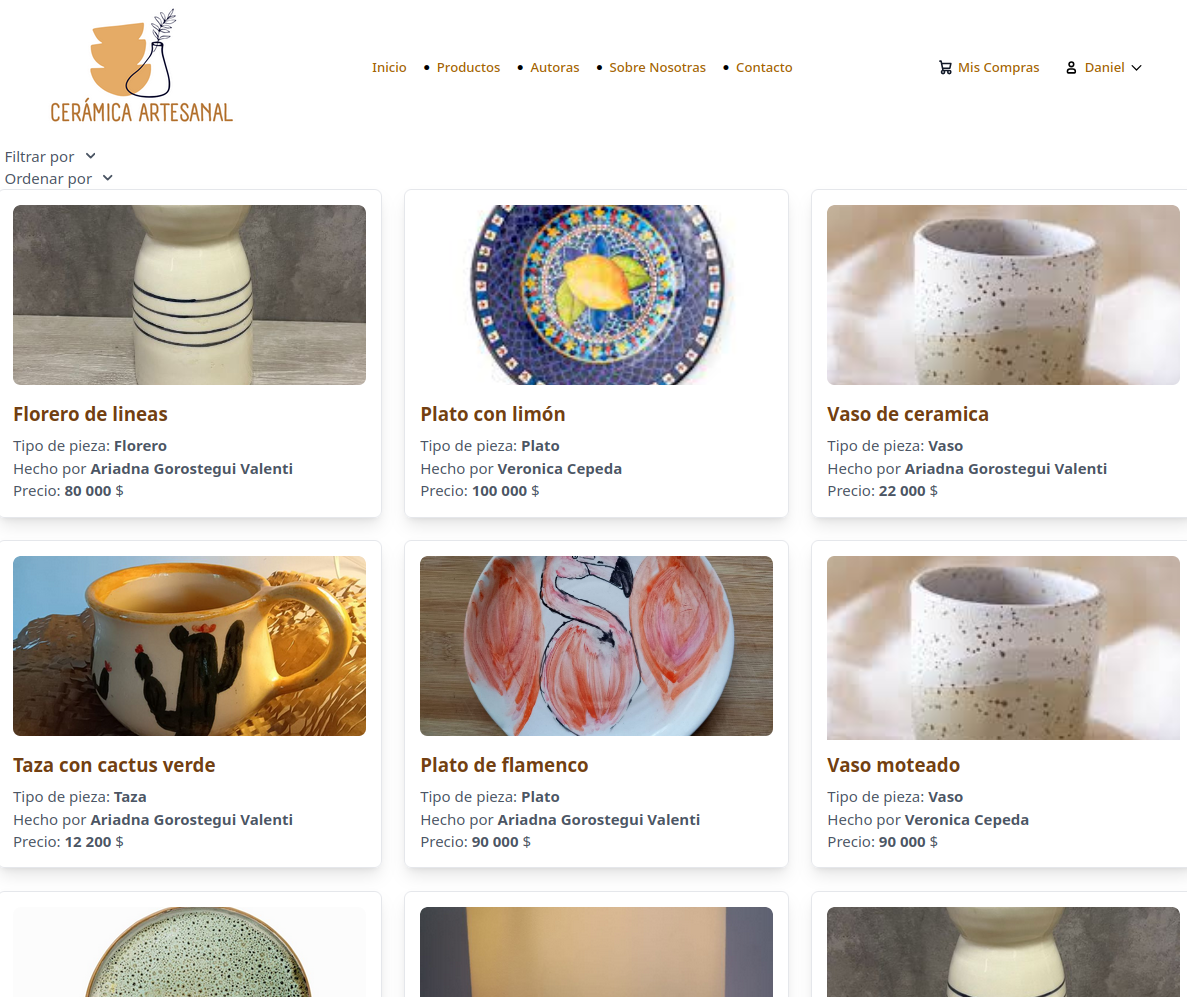 CERÁMICA ARTESANAL
Inicio • Productos • Autoras • Sobre Nosotras • Contacto
Mis Compras Daniel
Filtrar por
Ordenar por
Florero de lineas
Tipo de pieza: Florero
Hecho por Ariadna Gorostegui Valenti
Precio: 80 000 $
Plato con limón
Tipo de pieza: Plato
Hecho por Veronica Cepeda
Precio: 100 000 $
Vaso de ceramica
Tipo de pieza: Vaso
Hecho por Ariadna Gorostegui Valenti
Precio: 22 000 $
Taza con cactus verde
Tipo de pieza: Taza
Hecho por Ariadna Gorostegui Valenti
Precio: 12 200 $
Plato de flamenco
Tipo de pieza: Plato
Hecho por Ariadna Gorostegui Valenti
Precio: 90 000 $
Vaso moteado
Tipo de pieza: Vaso
Hecho por Veronica Cepeda
Precio: 90 000 $